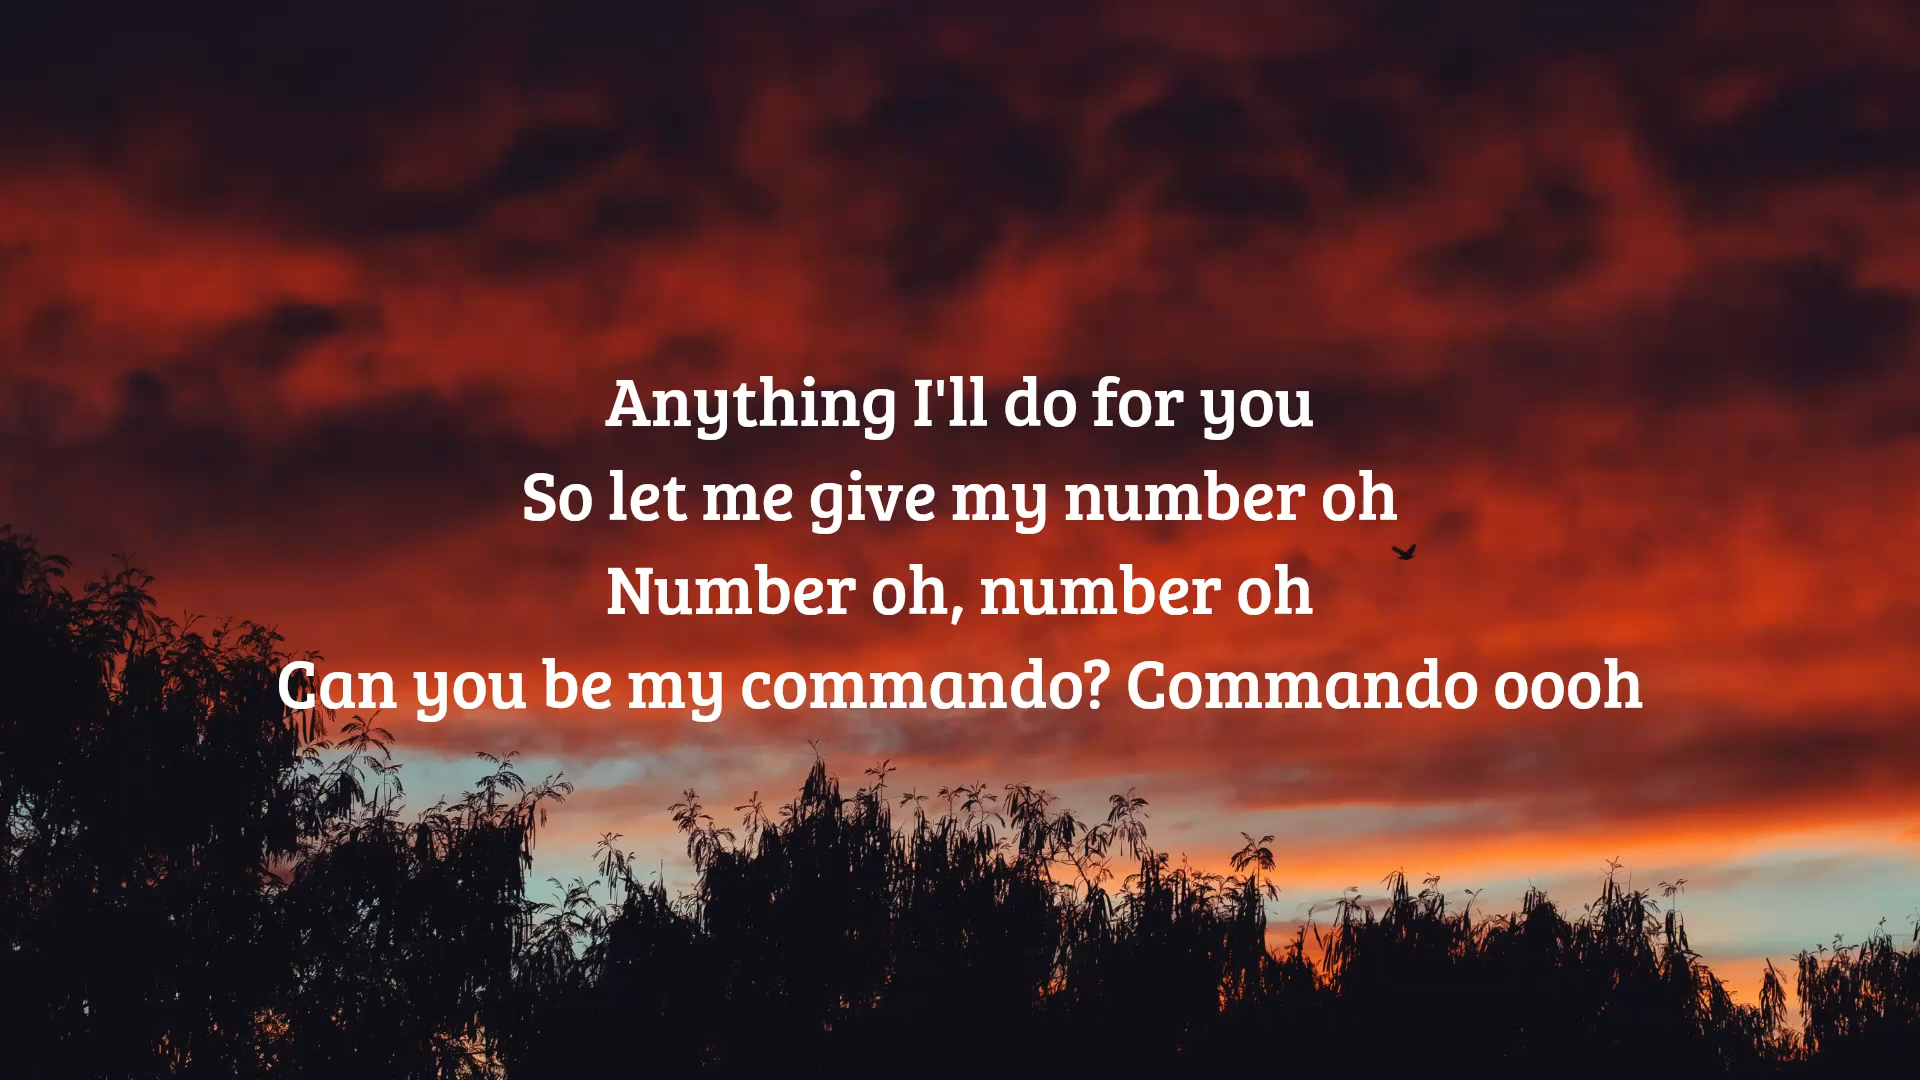 Anything I'll do for you
So let me give my number oh
Number oh, number oh
Can you be my commando? Commando oooh